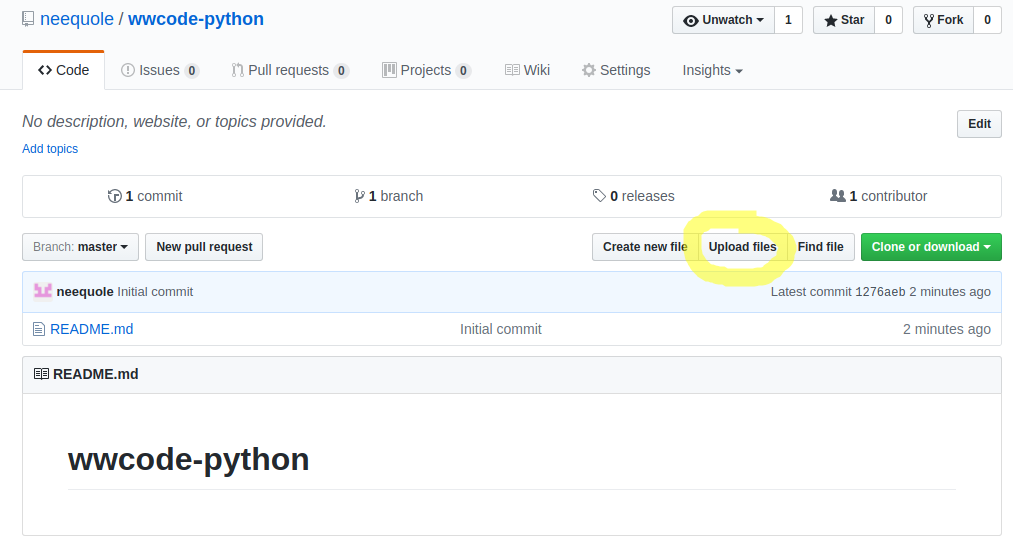 neequole / wwcode-python Unwatch 1 Star 0 Fork 0
Code Issues 0 Pull requests 0 Projects 0 Wiki Settings Insights
No description, website, or topics provided. Edit
Add topics
1 commit 1 branch 0 releases 1 contributor
Branch: master New pull request Create new file Upload files Find file Clone or download
neequole Initial commit Latest commit 1276aeb 2 minutes ago
README.md Initial commit 2 minutes ago
README.md
wwcode-python